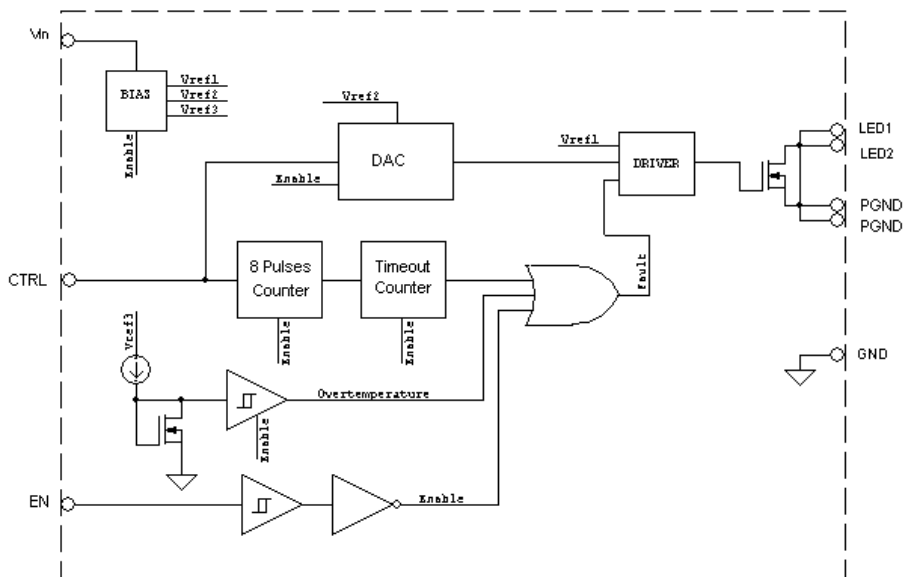 Vin
BIAS
Vref1
Vref2
Vref3
Enable
Vref2
DAC
Enable
Vref1
DRIVER
LED1
LED2
PGND
PGND
CTRL
8 Pulses
Counter
Timeout
Counter
Enable
Enable
Fault
GND
Vref3
Overtemperature
Enable
EN
Enable